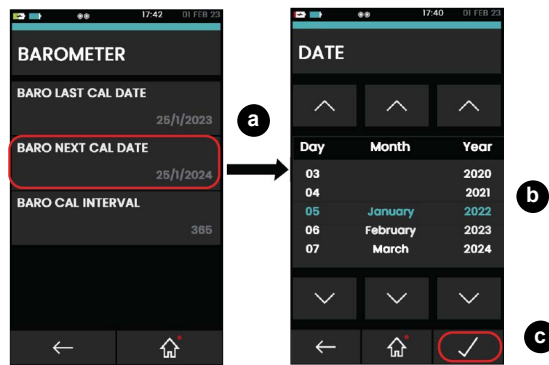 17:42 01 FEB 23
BAROMETER
BARO LAST CAL DATE
25/1/2023
BARO NEXT CAL DATE
25/1/2024
BARO CAL INTERVAL
365
a
17:40 01 FEB 23
DATE
Day Month Year
03 2020
04 2021
05 January 2022
06 February 2023
07 March 2024
b
c